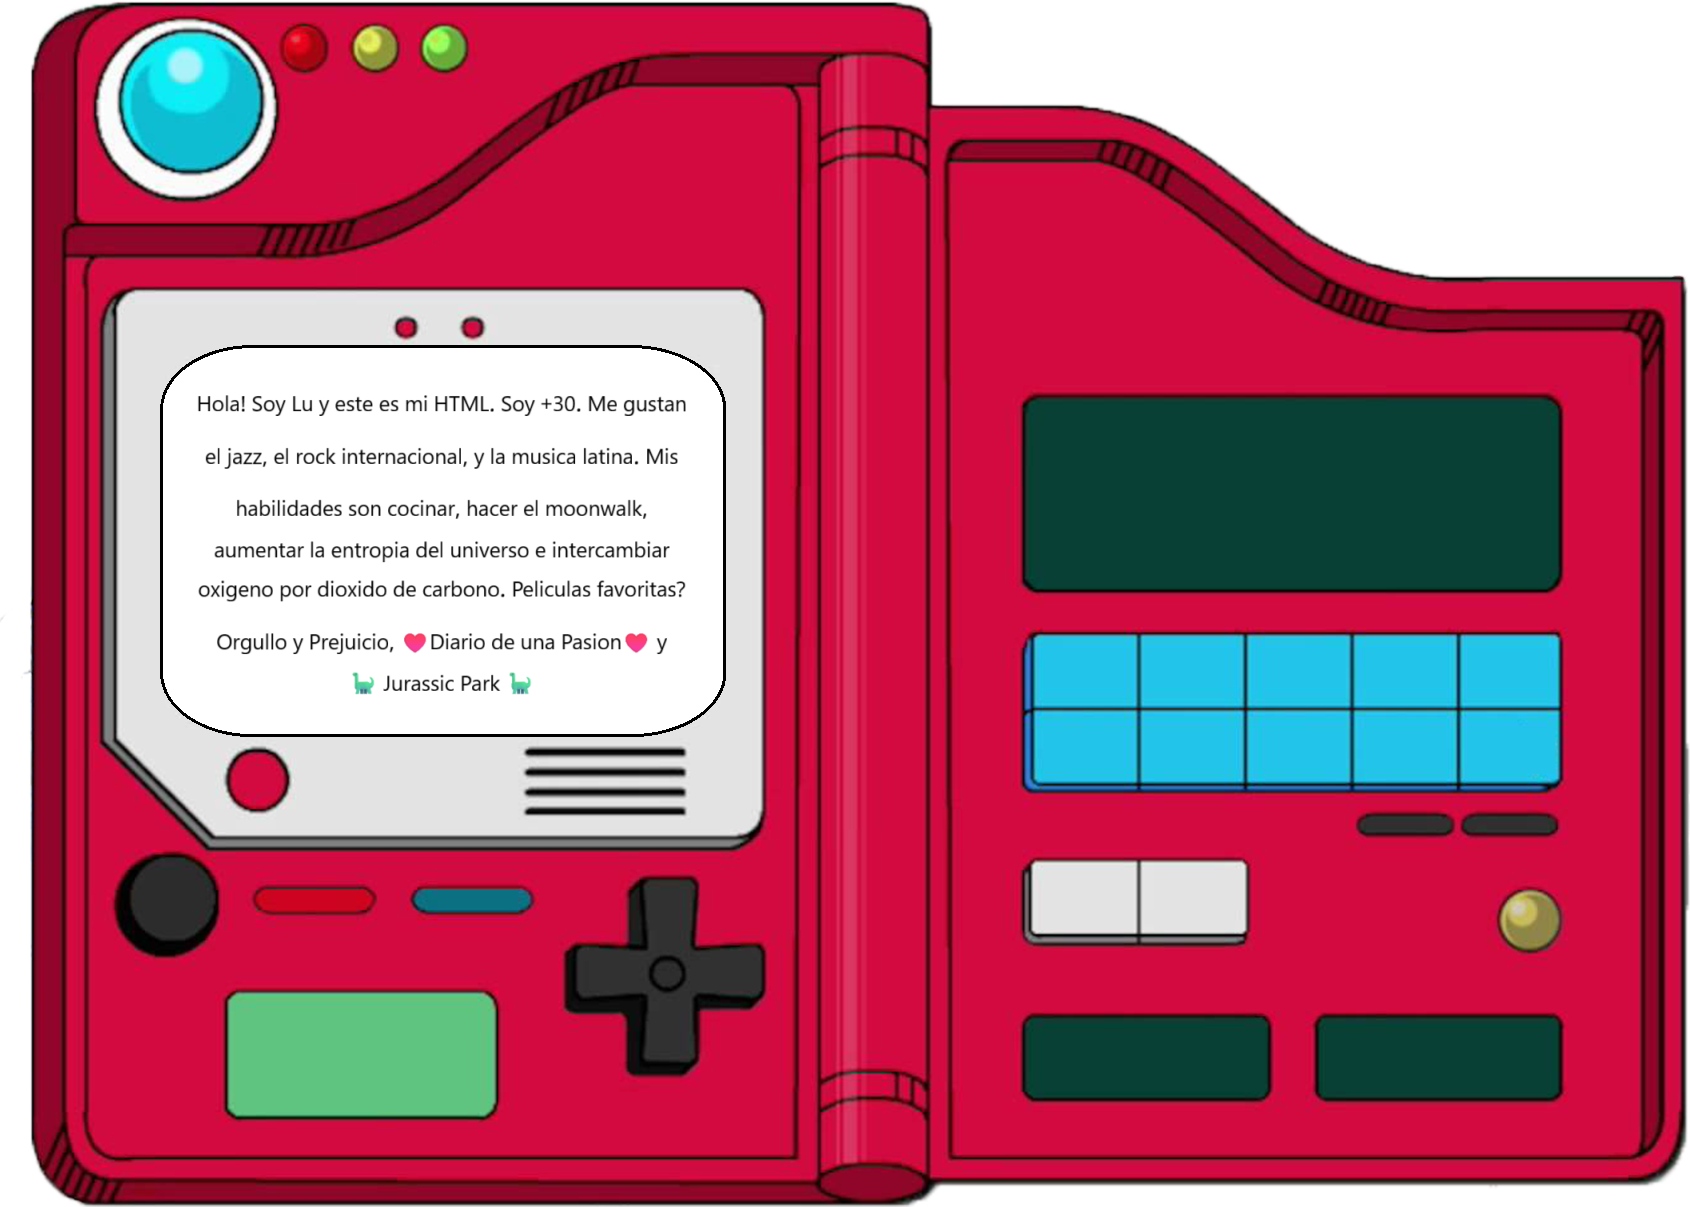 Hola! Soy Lu y este es mi HTML. Soy +30. Me gustan
el jazz, el rock internacional, y la musica latina. Mis
habilidades son cocinar, hacer el moonwalk,
aumentar la entropia del universo e intercambiar
oxigeno por dioxido de carbono. Peliculas favoritas?
Orgullo y Prejuicio, 💗Diario de una Pasion💗 y
🦕 Jurassic Park 🦕